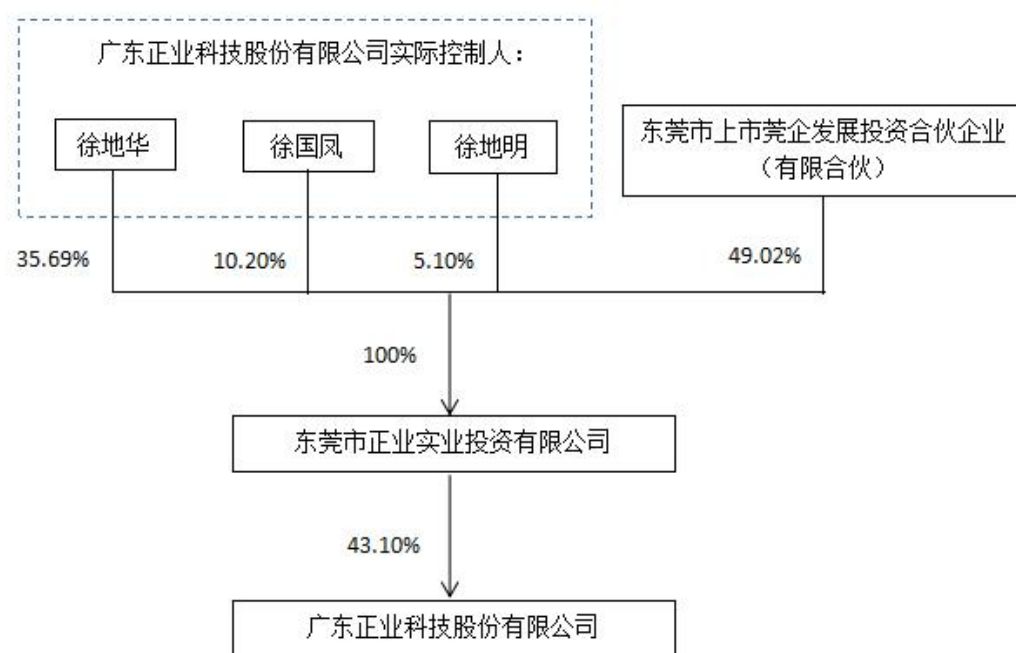 广东正业科技股份有限公司实际控制人：
徐地华
徐国凤
徐地明
东莞市上市莞企发展投资合伙企业
（有限合伙）
35.69%
10.20%
5.10%
49.02%
100%
东莞市正业实业投资有限公司
43.10%
广东正业科技股份有限公司